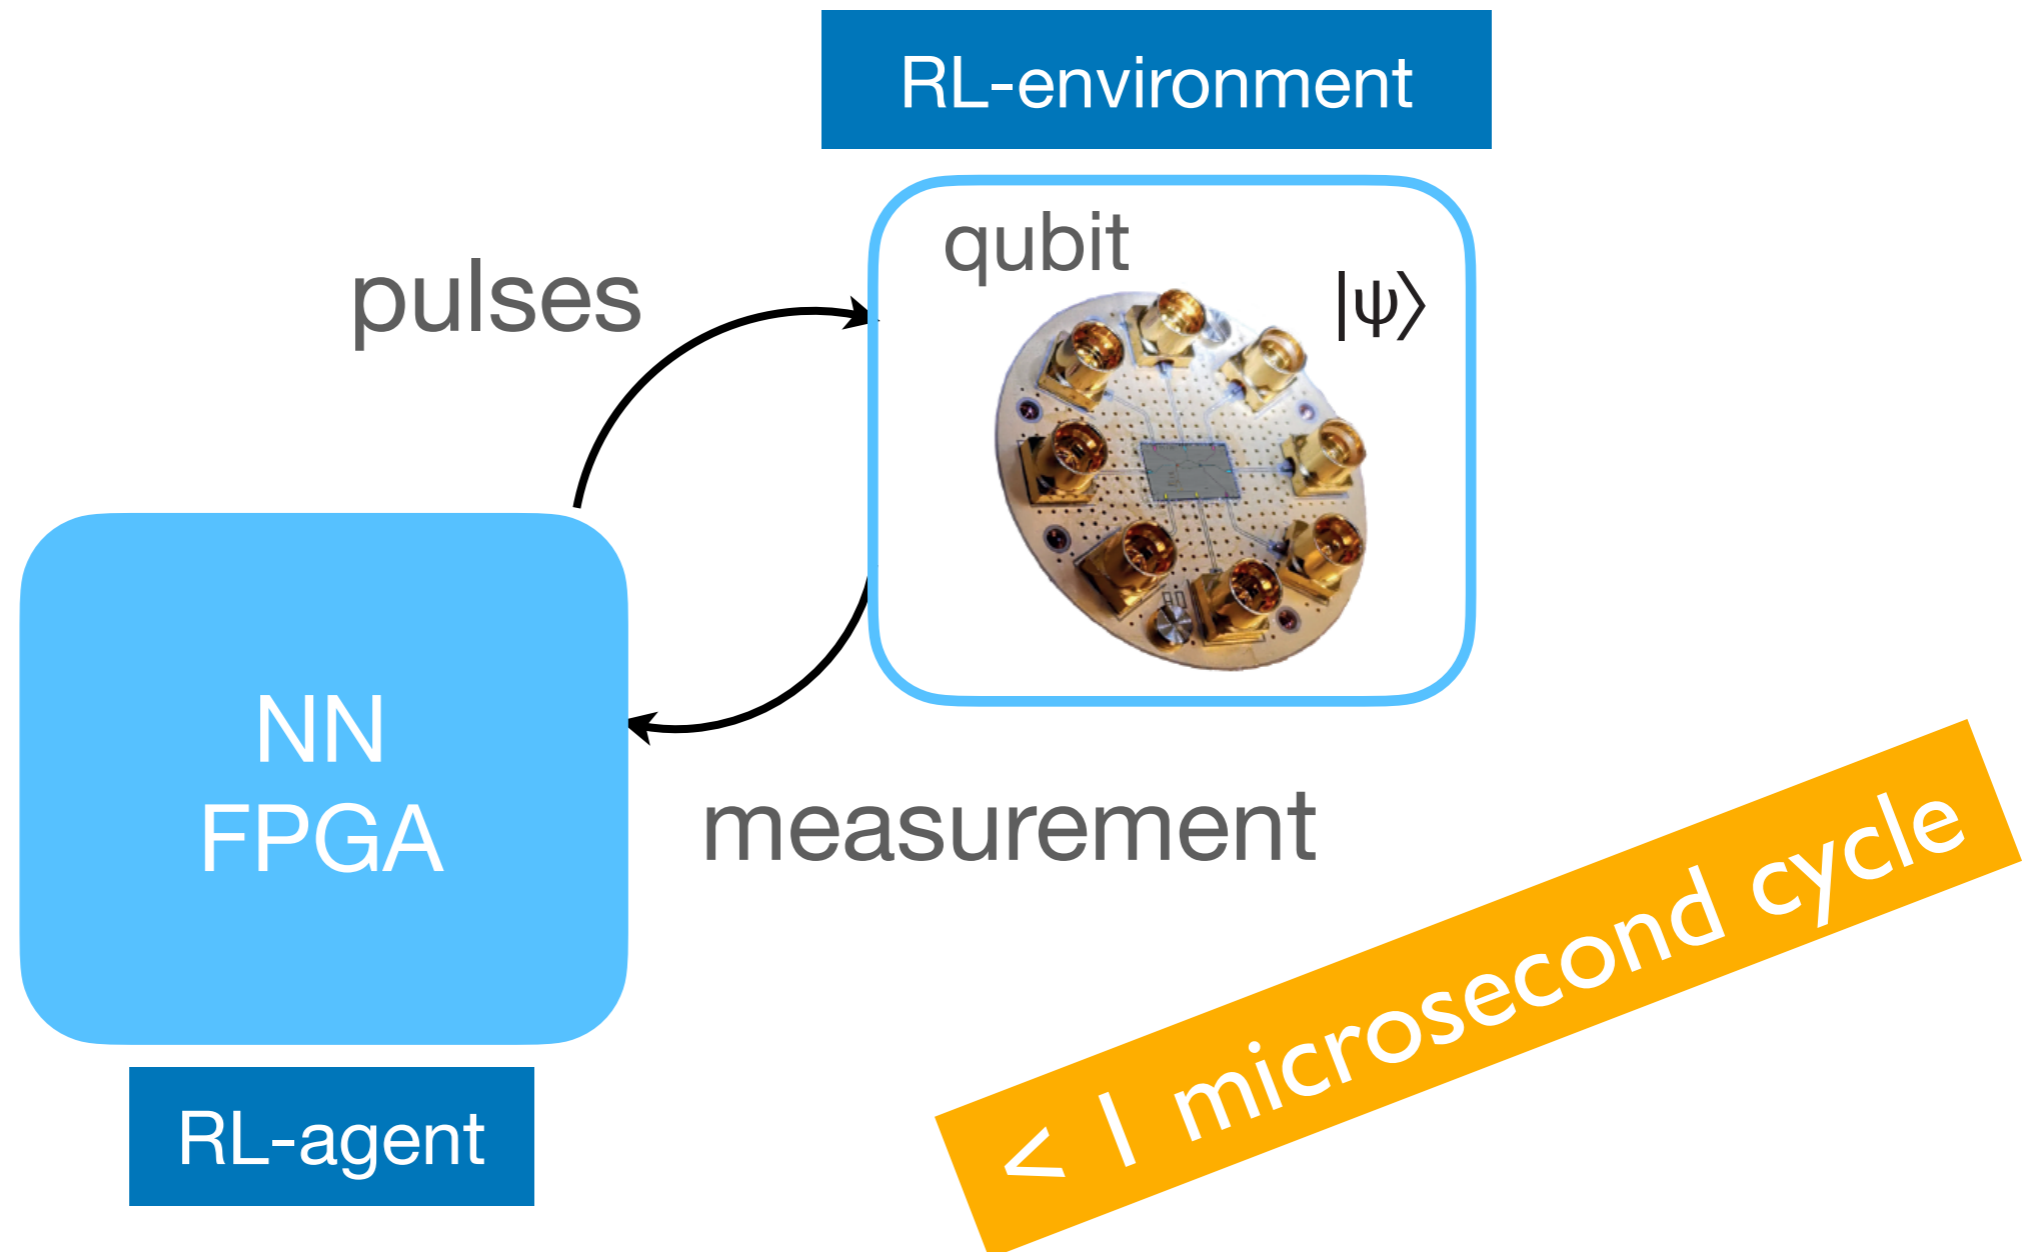 RL-environment
qubit
|ψ⟩
pulses
NN
FPGA
measurement
< 1 microsecond cycle
RL-agent